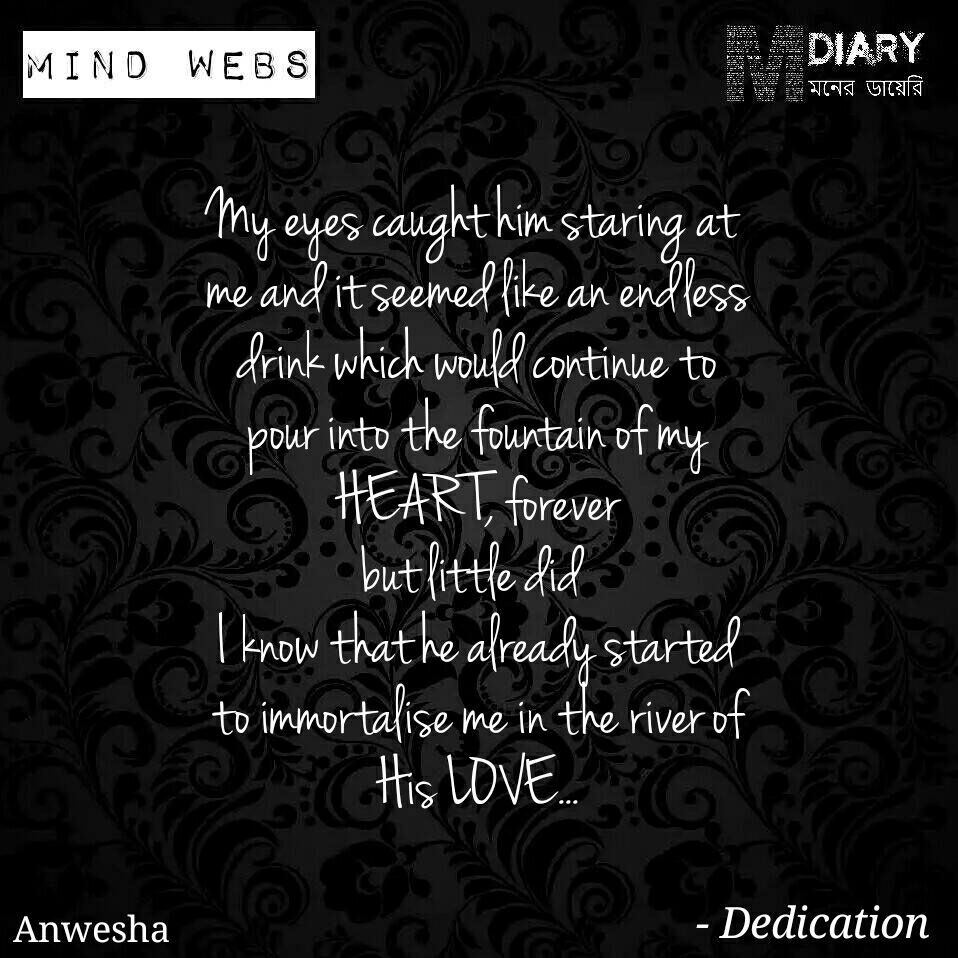 MIND WEBS
M DIARY
মনের ডায়েরি
My eyes caught him staring at
me and it seemed like an endless
drink which would continue to
pour into the fountain of my
HEART, forever
but little did
I know that he already started
to immortalise me in the river of
His LOVE...
Anwesha
- Dedication